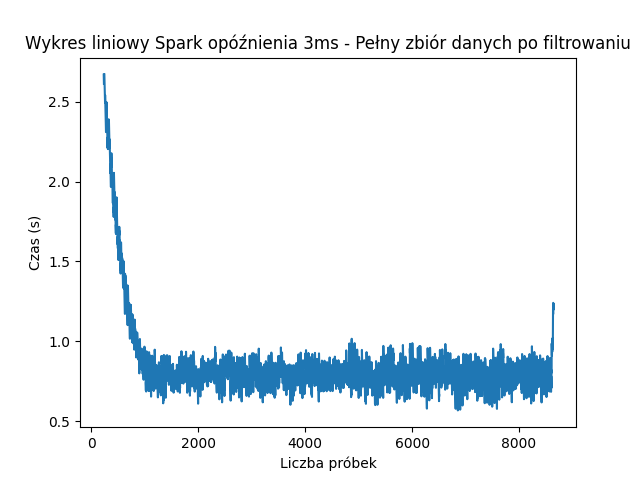 Wykres liniowy Spark opóźnienia 3ms - Pełny zbiór danych po filtrowaniu
2.5
2.0
1.5
1.0
0.5
Czas (s)
0 2000 4000 6000 8000
Liczba próbek